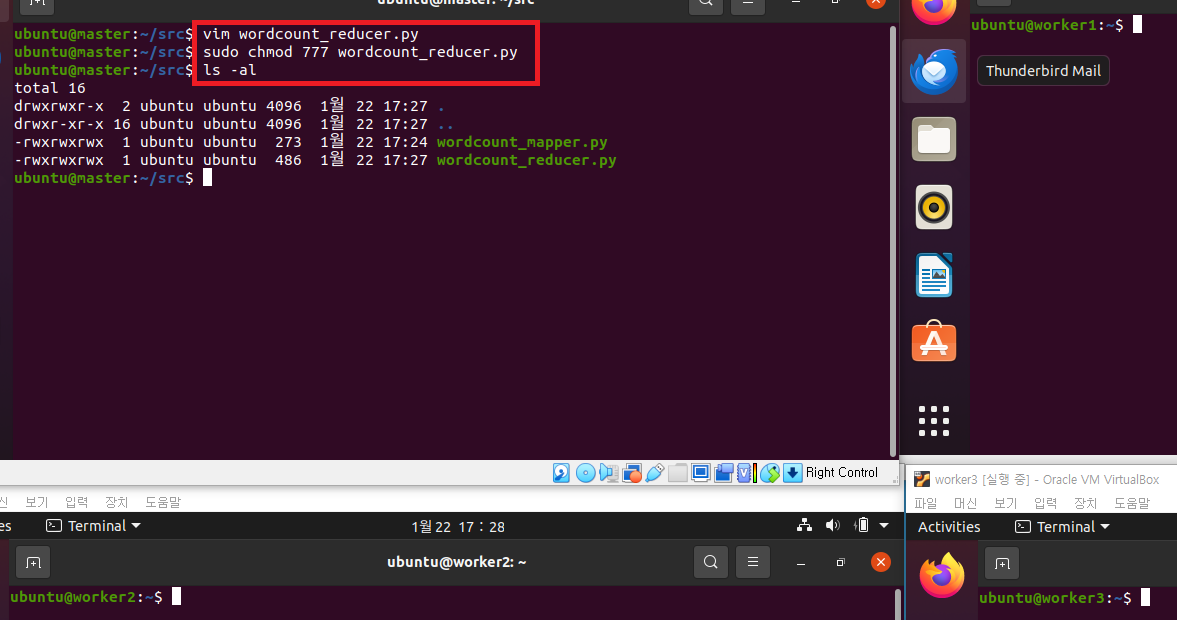 ubuntu@master: ~/src
ubuntu@master:~/src$ vim wordcount_reducer.py
ubuntu@master:~/src$ sudo chmod 777 wordcount_reducer.py
ubuntu@master:~/src$ ls -al
total 16
drwxrwxr-x  2 ubuntu ubuntu 4096  1월 22 17:27 .
drwxr-xr-x 16 ubuntu ubuntu 4096  1월 22 17:27 ..
-rwxrwxrwx  1 ubuntu ubuntu  273  1월 22 17:24 wordcount_mapper.py
-rwxrwxrwx  1 ubuntu ubuntu  486  1월 22 17:27 wordcount_reducer.py
ubuntu@master:~/src$
ubuntu@worker1:~$
Thunderbird Mail
Right Control
보기 입력 장치 도움말
Terminal
1월 22 17 : 28
ubuntu@worker2: ~
ubuntu@worker2:~$
worker3 [실행 중] - Oracle VM VirtualBox
파일 머신 보기 입력 장치 도움말
Activities Terminal
ubuntu@worker3:~$